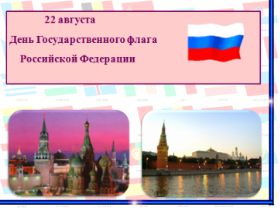 22 августа
День Государственного флага
Российской Федерации